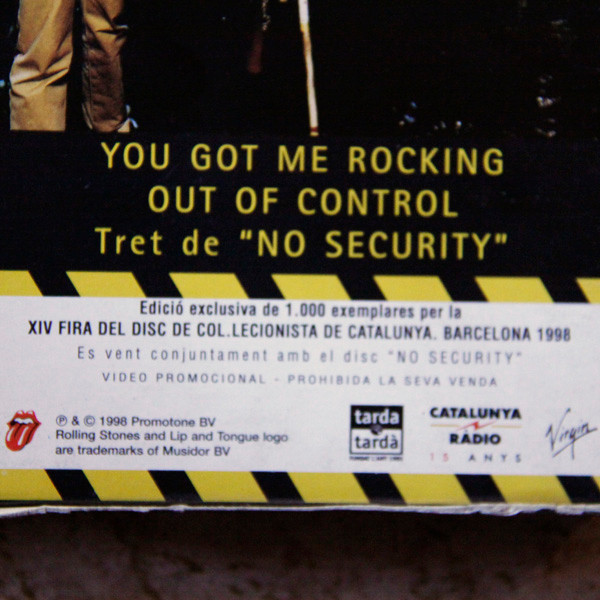 YOU GOT ME ROCKING
OUT OF CONTROL
Tret de "NO SECURITY"
Edició exclusiva de 1.000 exemplares per la
XIV FIRA DEL DISC DE COL.LECIONISTA DE CATALUNYA. BARCELONA 1998
Es vent conjuntament amb el disc "NO SECURITY"
VIDEO PROMOCIONAL - PROHIBIDA LA SEVA VENDA
℗ & © 1998 Promotone BV
Rolling Stones and Lip and Tongue logo
are trademarks of Musidor BV
tarda
tardà
CATALUNYA
RÀDIO
15 ANYS
Virgin